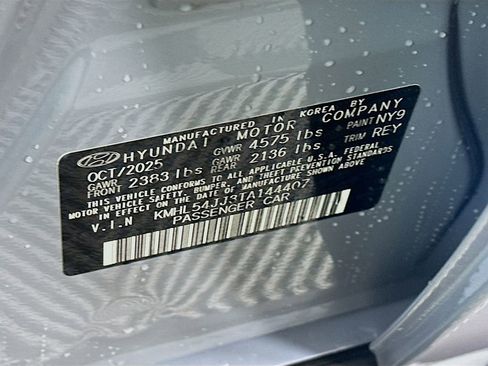 MANUFACTURED IN KOREA BY
HYUNDAI MOTOR COMPANY
OCT/2025 GVWR 4575 lbs PAINT NY9
GAWR FRONT 2383 lbs GAWR REAR 2136 lbs TRIM REY
THIS VEHICLE CONFORMS TO ALL APPLICABLE U.S.A. FEDERAL
MOTOR VEHICLE SAFETY, BUMPER, AND THEFT PREVENTION STANDARDS
IN EFFECT ON THE DATE OF MANUFACTURE SHOWN ABOVE.
V.I.N KMHL54JJ3TA144407
PASSENGER CAR